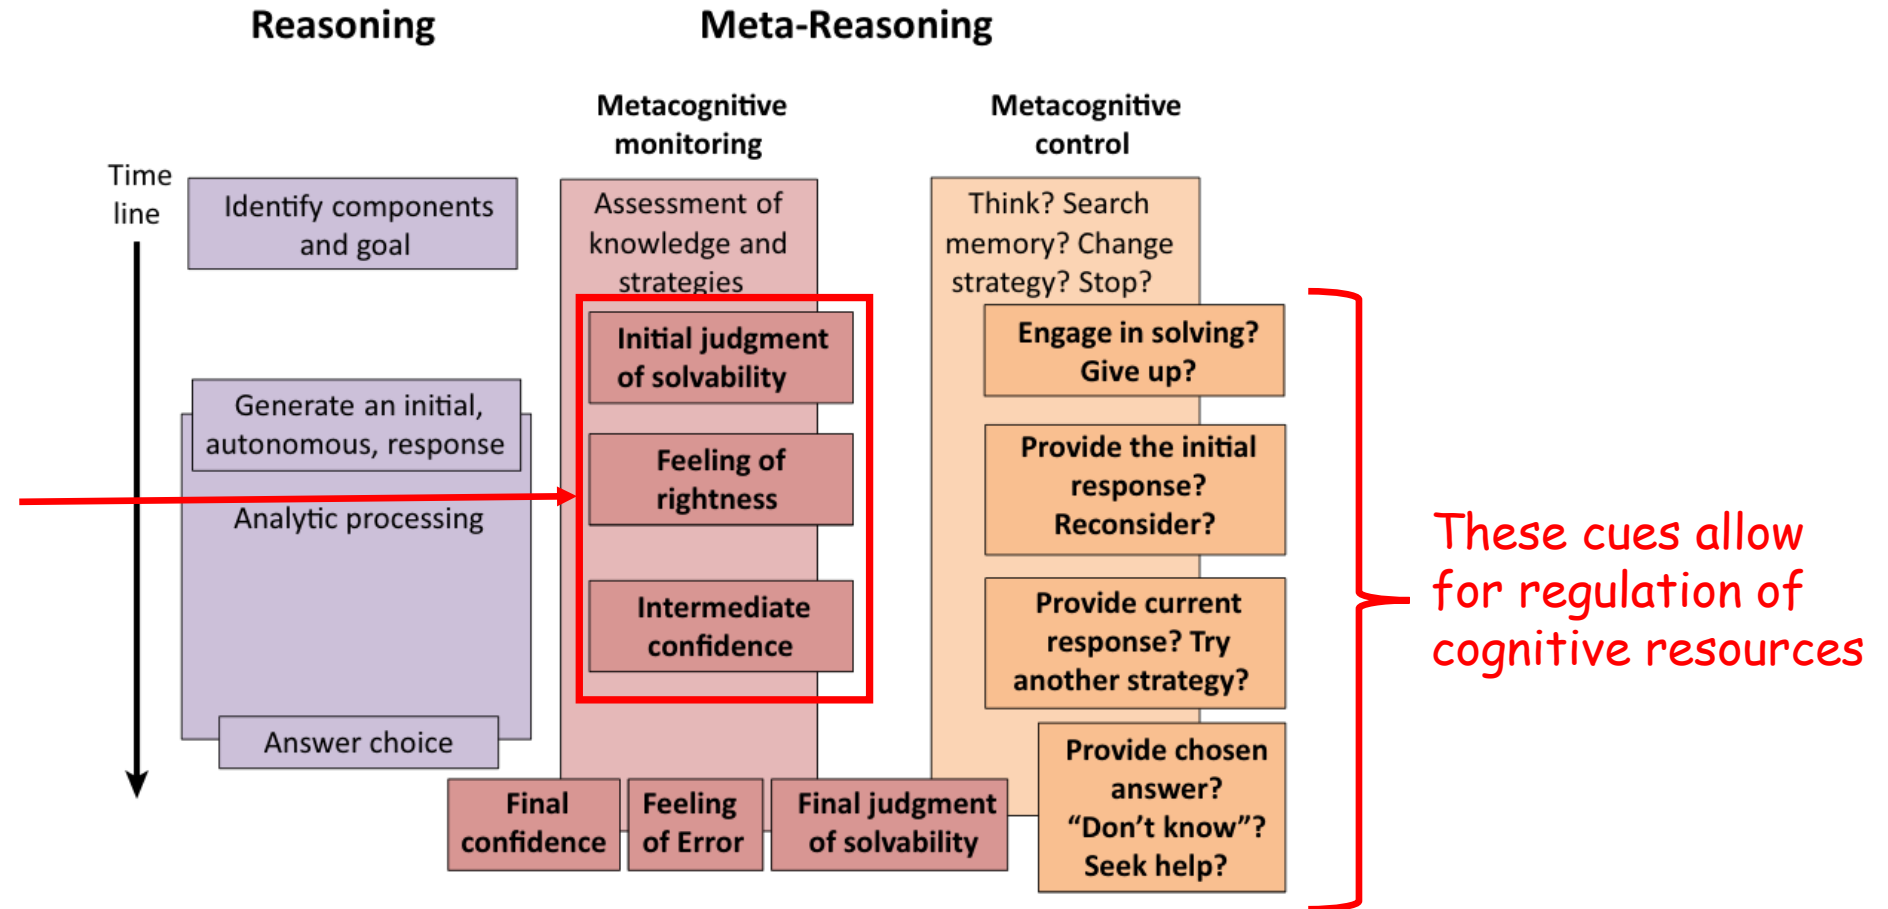 Reasoning
Meta-Reasoning
Metacognitive
monitoring
Metacognitive
control
Time
line
Identify components
and goal
Generate an initial,
autonomous, response
Analytic processing
Answer choice
Assessment of
knowledge and
strategies
Initial judgment
of solvability
Feeling of
rightness
Intermediate
confidence
Final
confidence
Feeling
of Error
Final judgment
of solvability
Think? Search
memory? Change
strategy? Stop?
Engage in solving?
Give up?
Provide the initial
response?
Reconsider?
Provide current
response? Try
another strategy?
Provide chosen
answer?
“Don’t know”?
Seek help?
These cues allow
for regulation of
cognitive resources